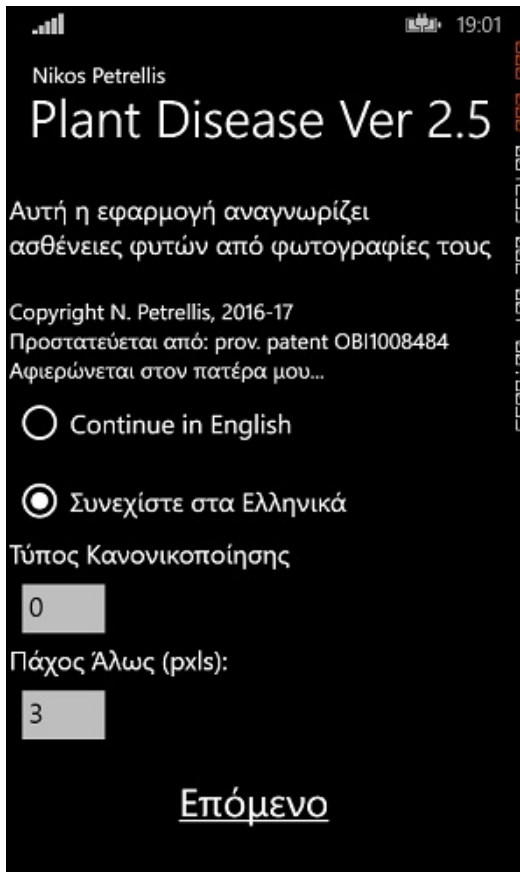 19:01
Nikos Petrellis
Plant Disease Ver 2.5
Αυτή η εφαρμογή αναγνωρίζει
ασθένειες φυτών από φωτογραφίες τους
Copyright N. Petrellis, 2016-17
Προστατεύεται από: prov. patent OBI1008484
Αφιερώνεται στον πατέρα μου...
Continue in English
Συνεχίστε στα Ελληνικά
Τύπος Κανονικοποίησης
0
Πάχος Άλως (pxls):
3
Επόμενο